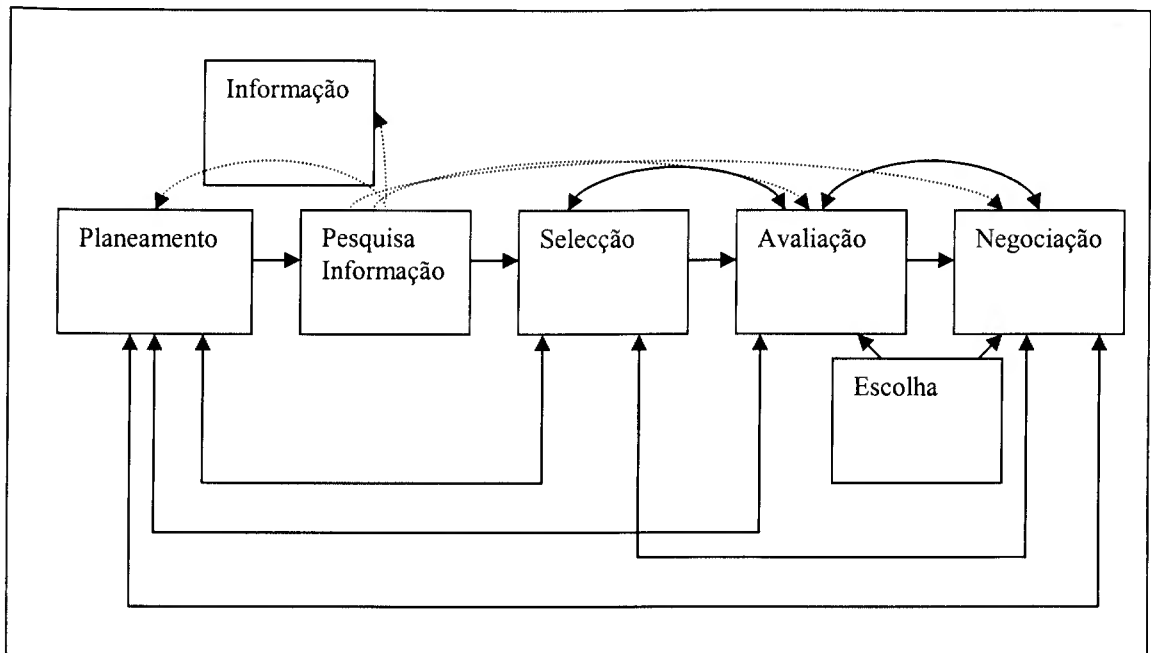 Informação
Planeamento
Pesquisa
Informação
Selecção
Avaliação
Negociação
Escolha